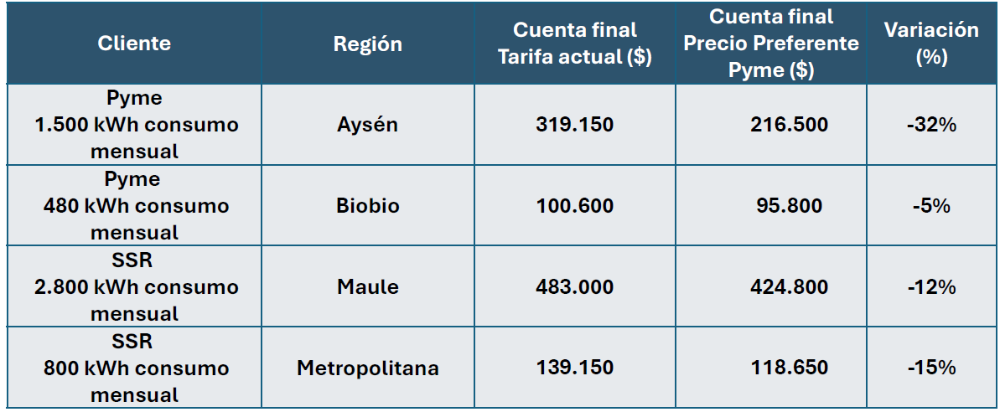 Cliente
Región
Cuenta final
Tarifa actual ($)
Cuenta final
Precio Preferente
Pyme ($)
Variación
(%)
Pyme
1.500 kWh consumo
mensual
Aysén
319.150
216.500
-32%
Pyme
480 kWh consumo
mensual
Biobio
100.600
95.800
-5%
SSR
2.800 kWh consumo
mensual
Maule
483.000
424.800
-12%
SSR
800 kWh consumo
mensual
Metropolitana
139.150
118.650
-15%